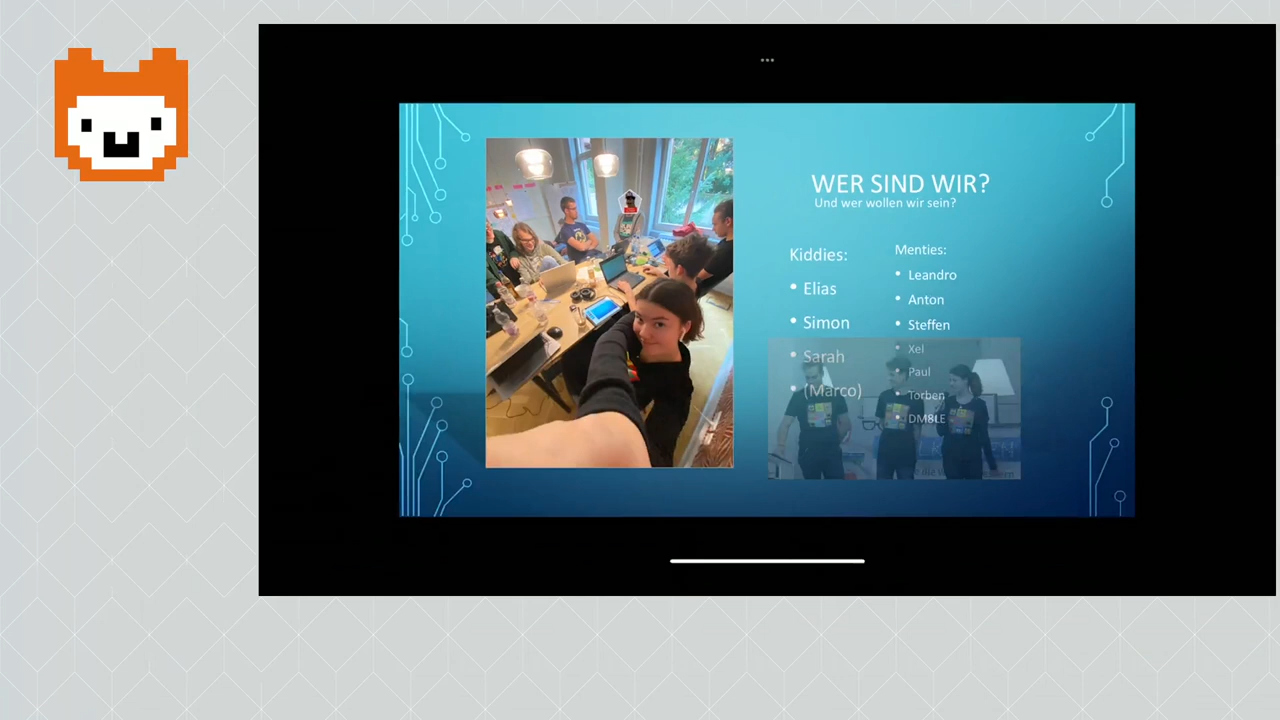 WER SIND WIR?
Und wer wollen wir sein?
Kiddies:
• Elias
• Simon
• Sarah
• (Marco)
Menties:
• Leandro
• Anton
• Steffen
• Xel
• Paul
• Torben
• DM8LE